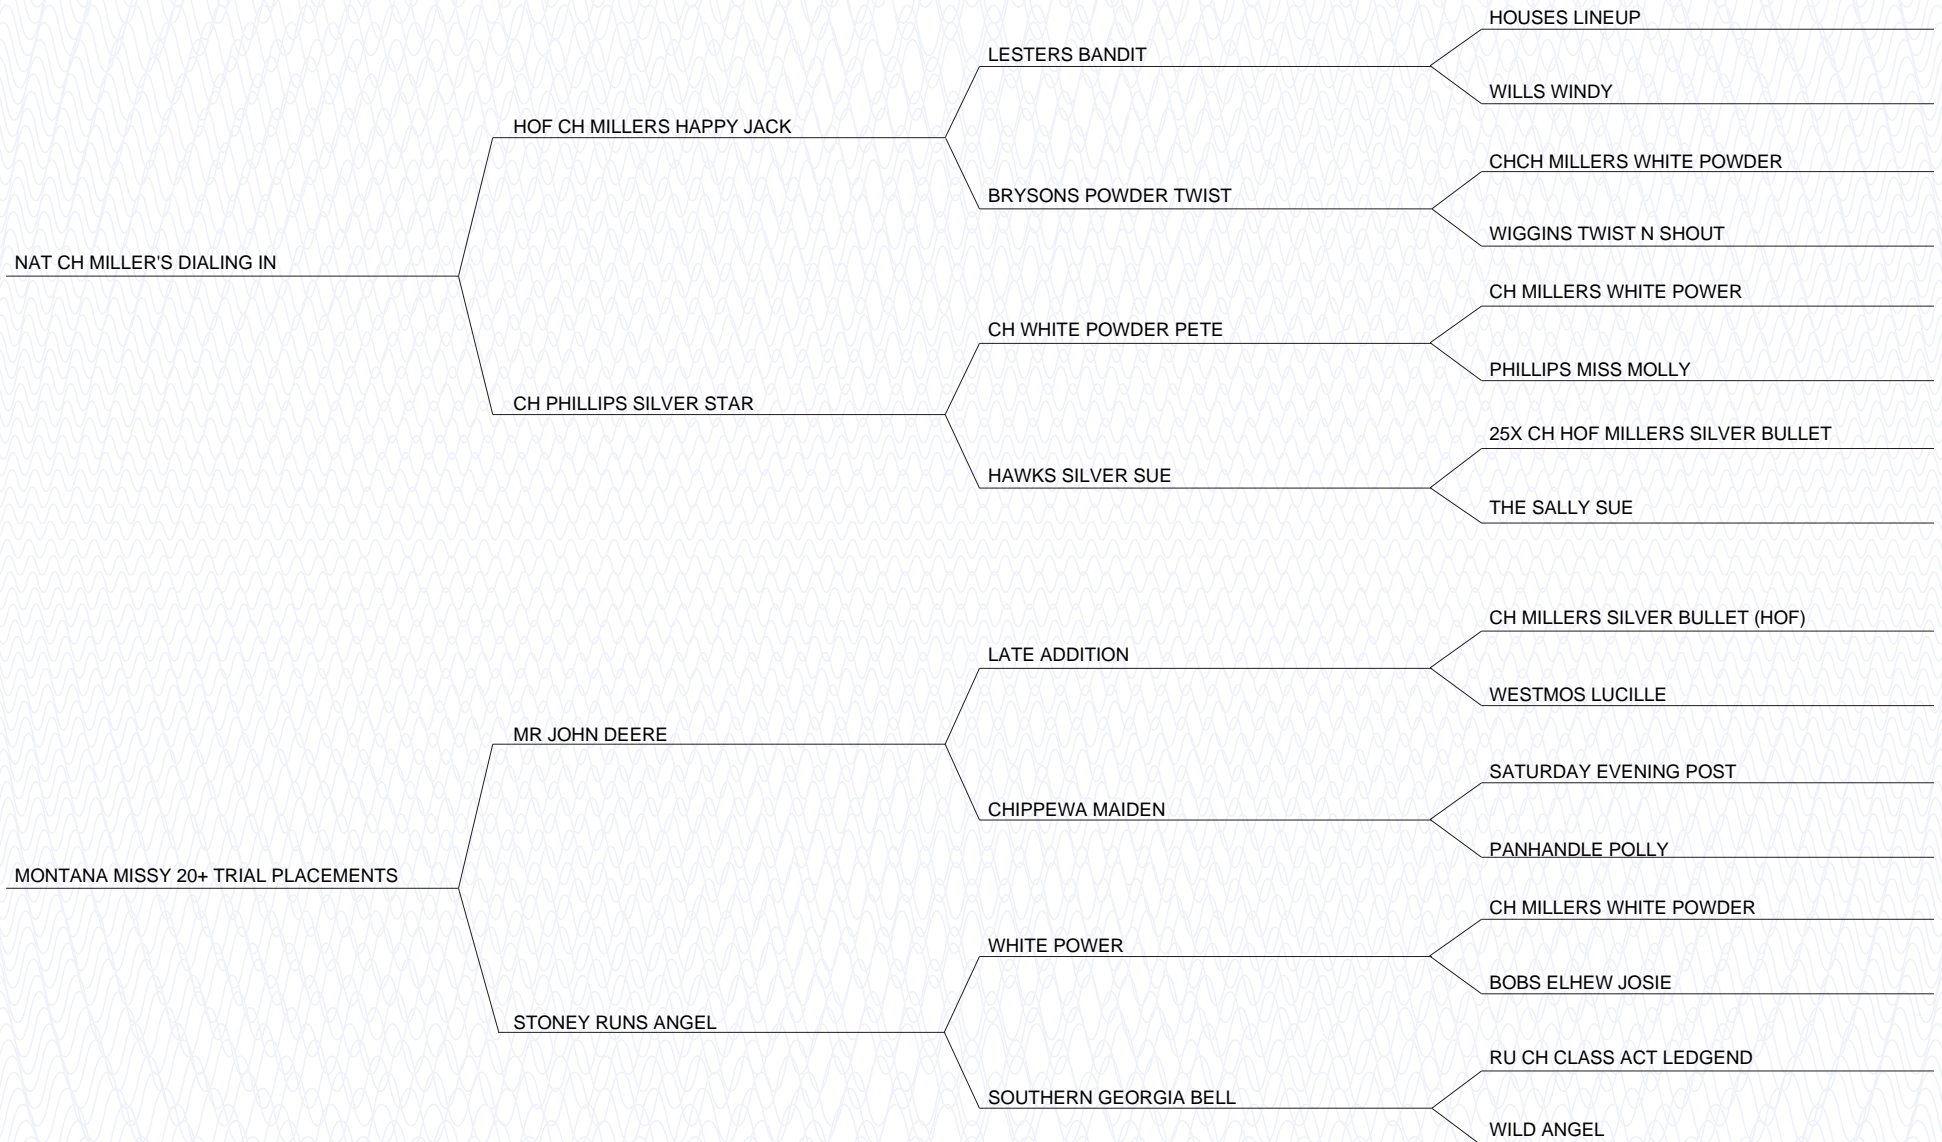 HOUSES LINEUP
LESTERS BANDIT
WILLS WINDY
HOF CH MILLERS HAPPY JACK
CHCH MILLERS WHITE POWDER
BRYSONS POWDER TWIST
WIGGINS TWIST N SHOUT
NAT CH MILLER'S DIALING IN
CH MILLERS WHITE POWER
CH WHITE POWDER PETE
PHILLIPS MISS MOLLY
CH PHILLIPS SILVER STAR
25X CH HOF MILLERS SILVER BULLET
HAWKS SILVER SUE
THE SALLY SUE
CH MILLERS SILVER BULLET (HOF)
LATE ADDITION
WESTMOS LUCILLE
MR JOHN DEERE
SATURDAY EVENING POST
CHIPPEWA MAIDEN
PANHANDLE POLLY
MONTANA MISSY 20+ TRIAL PLACEMENTS
CH MILLERS WHITE POWDER
WHITE POWER
BOBS ELHEW JOSIE
STONEY RUNS ANGEL
RU CH CLASS ACT LEDGEND
SOUTHERN GEORGIA BELL
WILD ANGEL